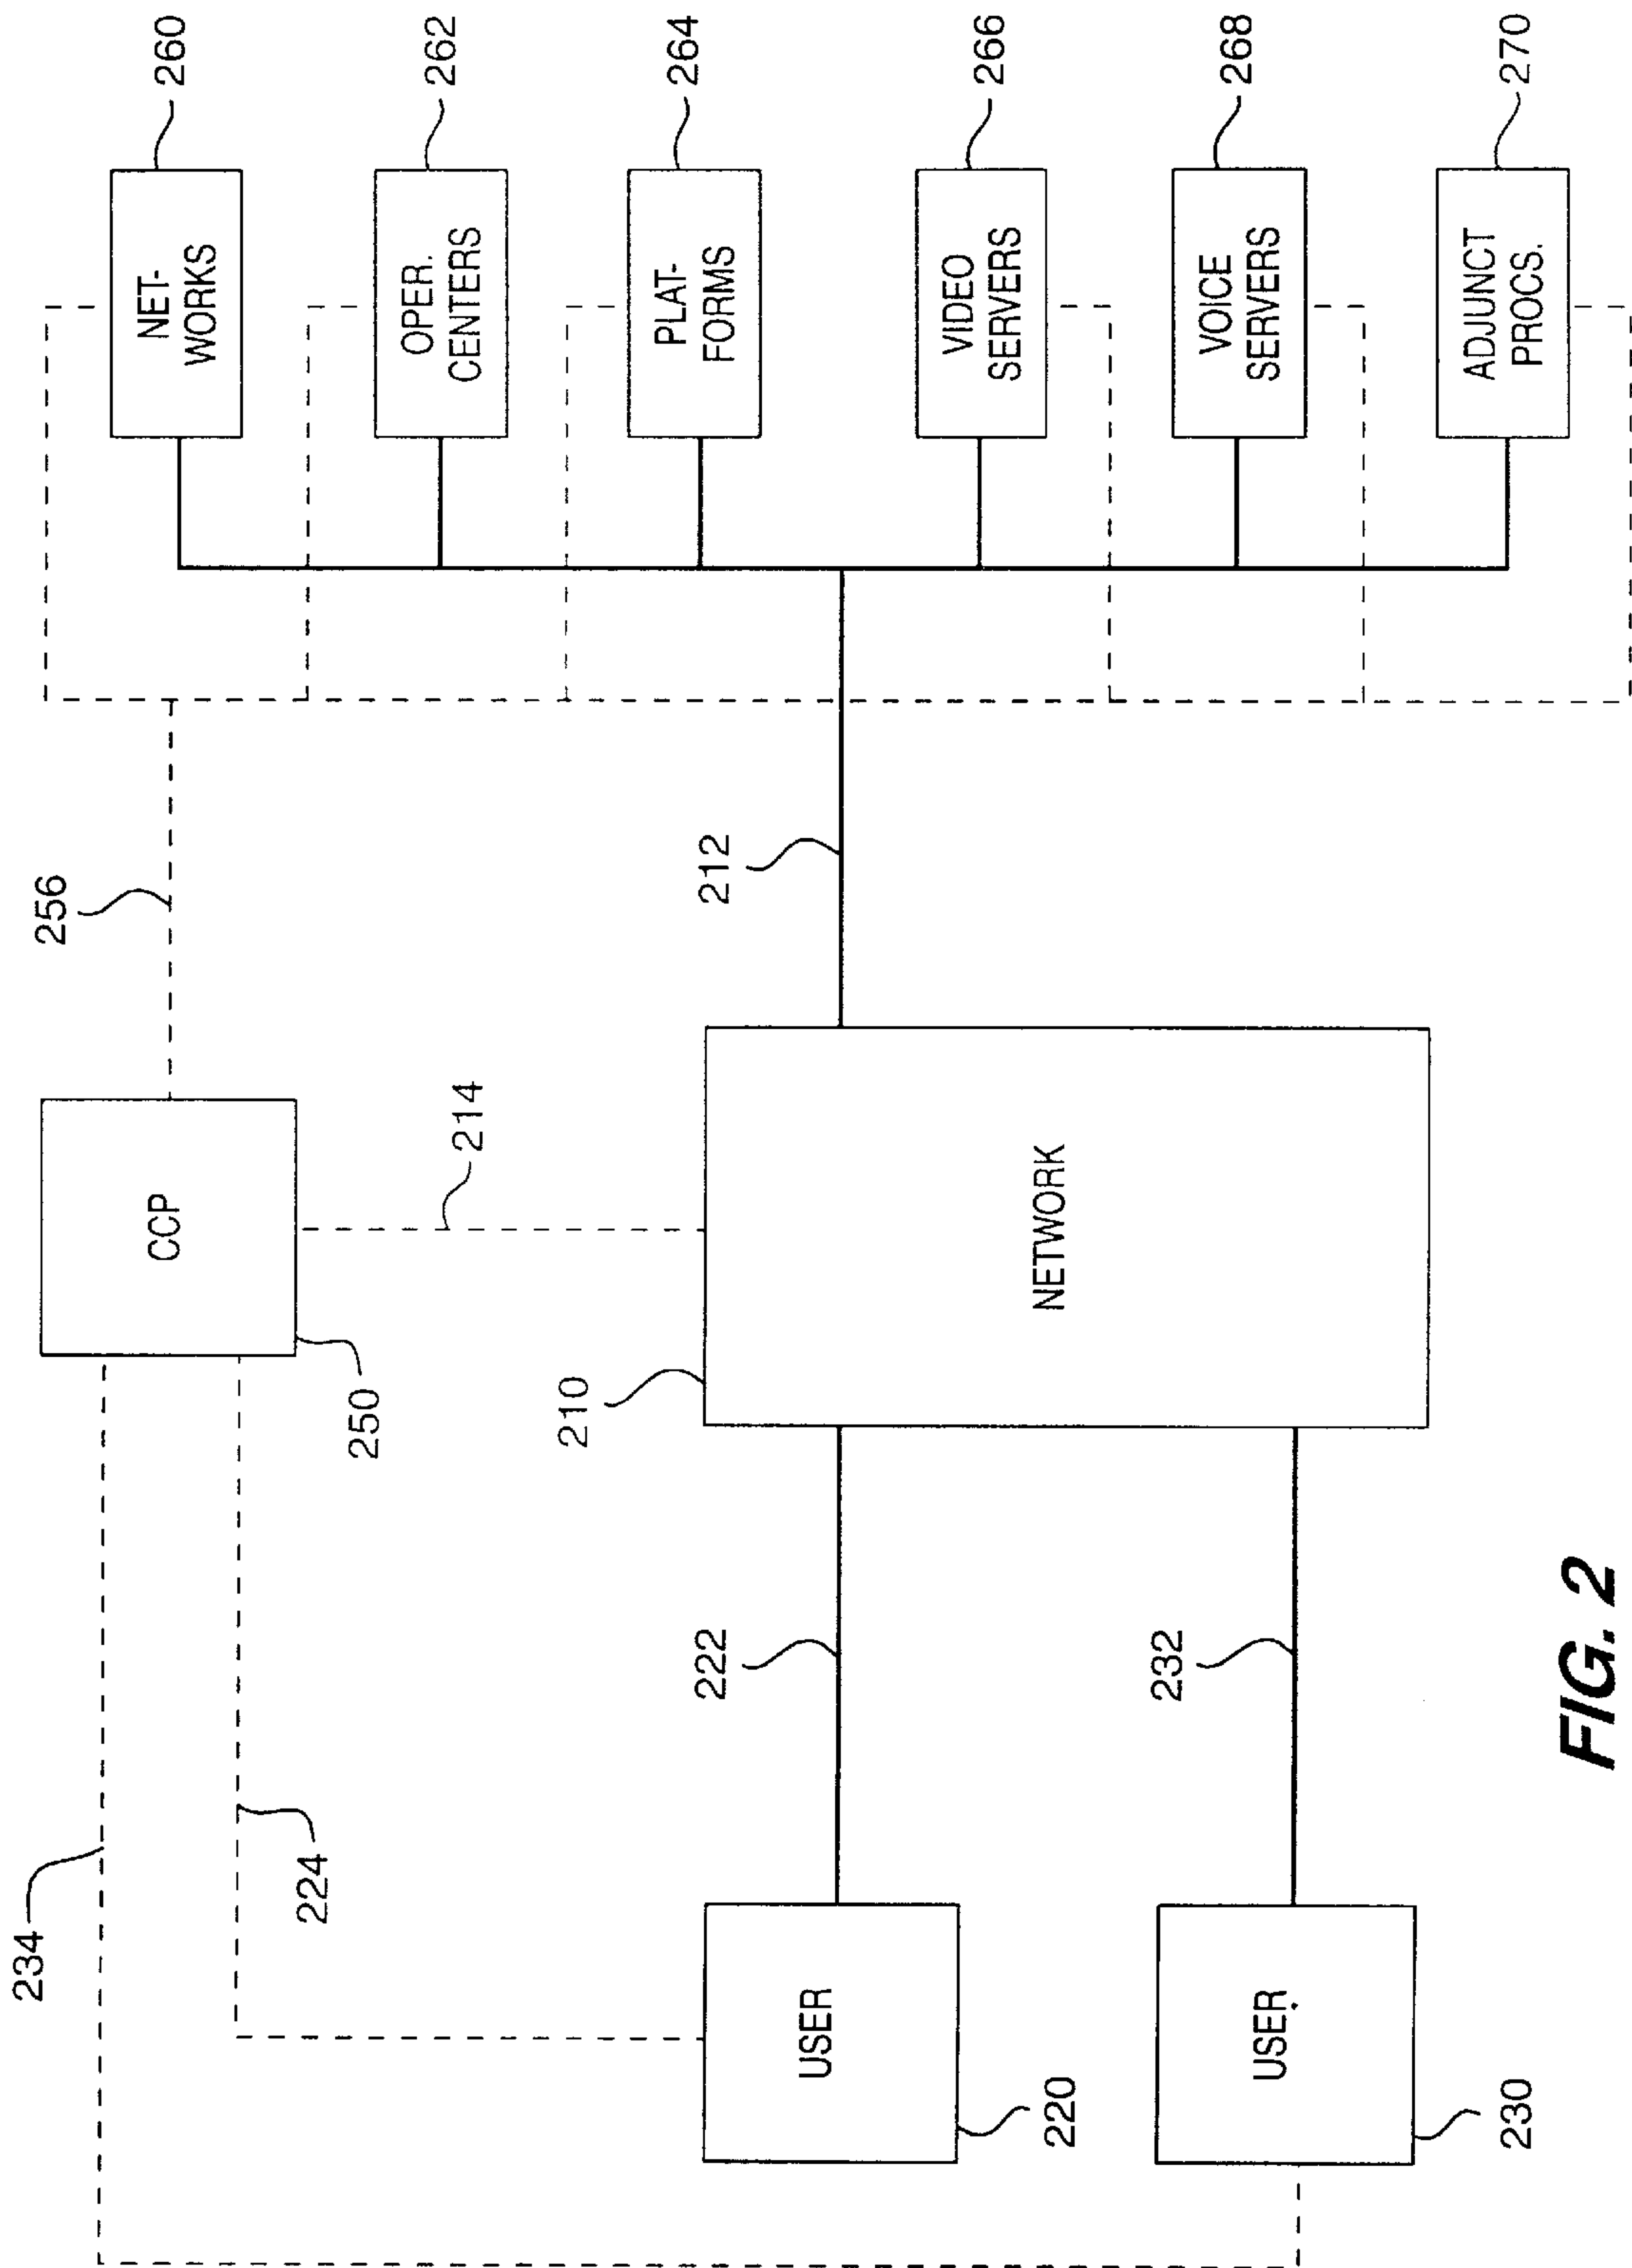 260
NET-
WORKS
262
OPER.
CENTERS
264
PLAT-
FORMS
266
VIDEO
SERVERS
268
VOICE
SERVERS
270
ADJUNCT
PROCS.
256
212
CCP
250
214
NETWORK
210
234
224
222
232
USER
220
USER
230
FIG. 2